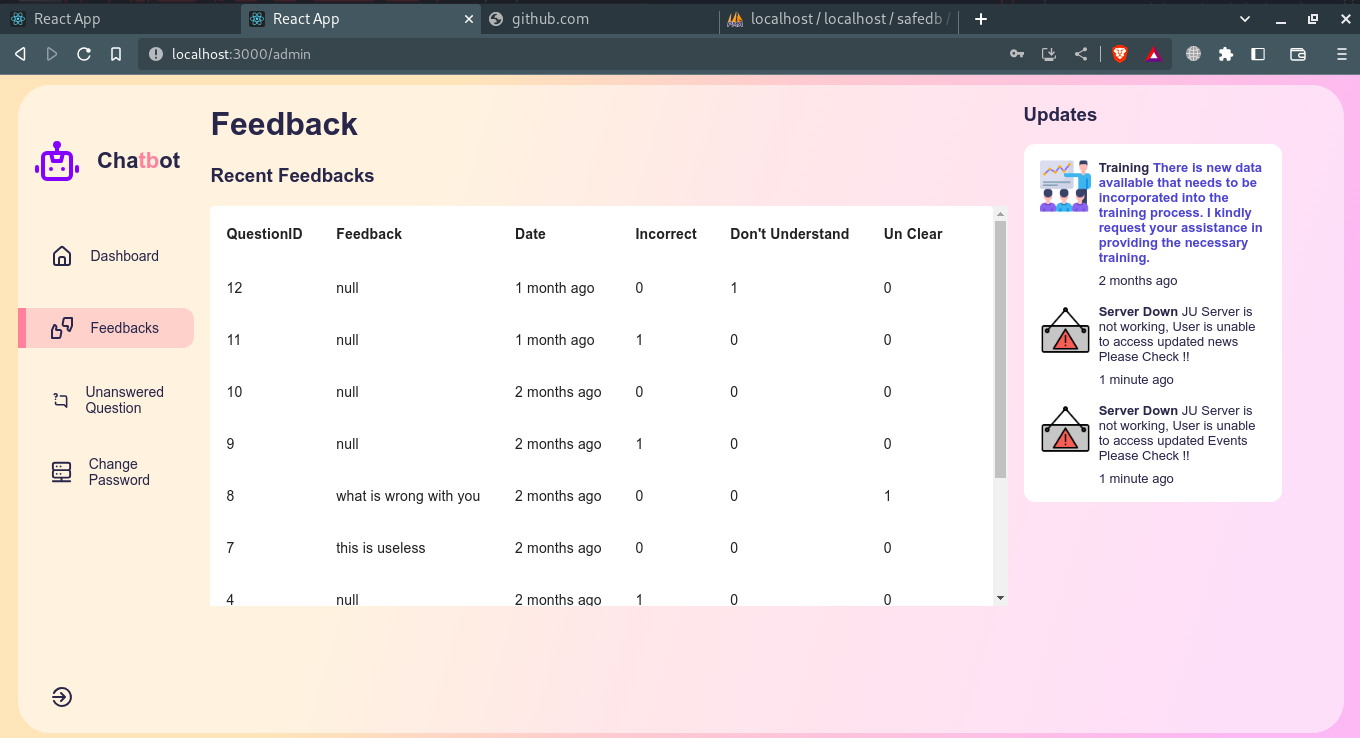 React App
React App
github.com
localhost / localhost / safedb /
localhost:3000/admin
Chatbot
Dashboard
Feedbacks
Unanswered
Question
Change
Password
Feedback
Recent Feedbacks
QuestionID Feedback Date Incorrect Don't Understand Un Clear
12 null 1 month ago 0 1 0
11 null 1 month ago 1 0 0
10 null 2 months ago 0 0 0
9 null 2 months ago 1 0 0
8 what is wrong with you 2 months ago 0 0 1
7 this is useless 2 months ago 0 0 0
4 null 2 months ago 1 0 0
Updates
Training There is new data
available that needs to be
incorporated into the
training process. I kindly
request your assistance in
providing the necessary
training.
2 months ago
Server Down JU Server is
not working, User is unable
to access updated news
Please Check !!
1 minute ago
Server Down JU Server is
not working, User is unable
to access updated Events
Please Check !!
1 minute ago